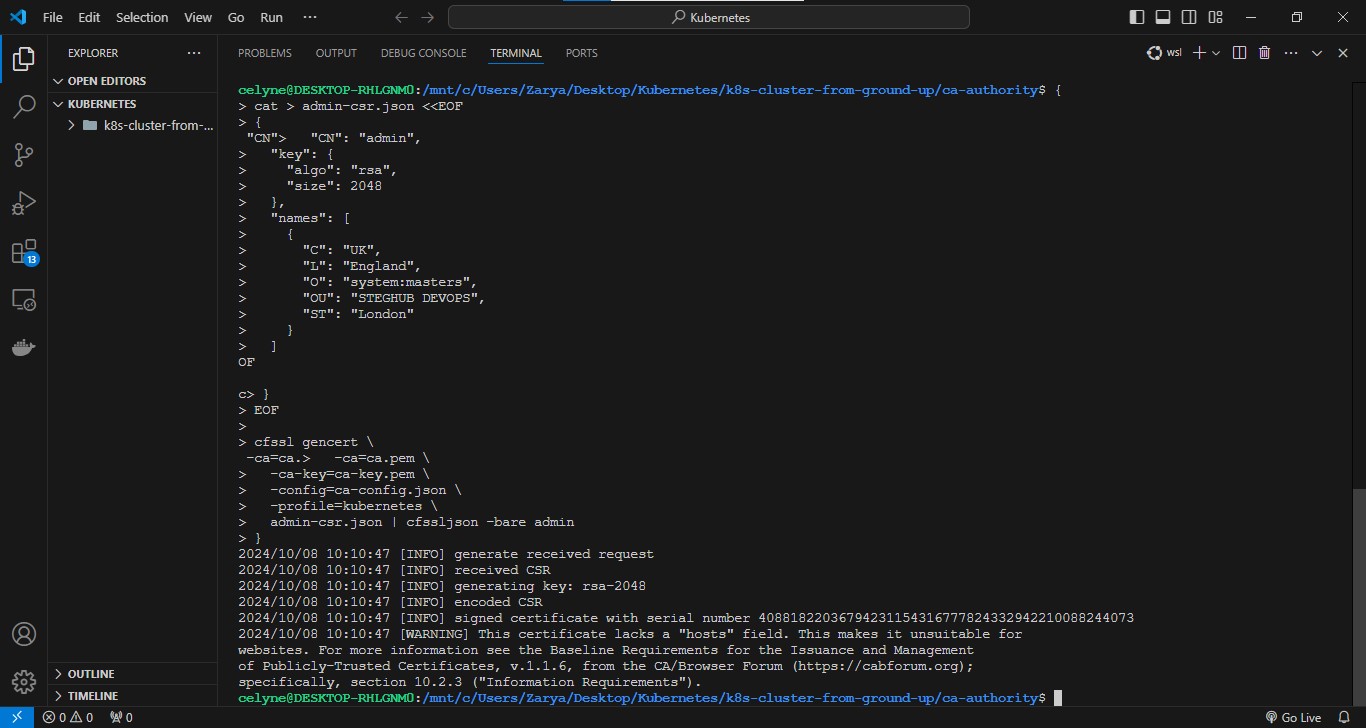 File Edit Selection View Go Run ···
Kubernetes
EXPLORER
OPEN EDITORS
KUBERNETES
k8s-cluster-from-...
13
OUTLINE
TIMELINE
PROBLEMS OUTPUT DEBUG CONSOLE TERMINAL PORTS
wsl
celyne@DESKTOP-RHLGNM0:/mnt/c/Users/Zarya/Desktop/Kubernetes/k8s-cluster-from-ground-up/ca-authority$ {
> cat > admin-csr.json <<EOF
> {
 "CN">   "CN": "admin",
>   "key": {
>     "algo": "rsa",
>     "size": 2048
>   },
>   "names": [
>     {
>       "C": "UK",
>       "L": "England",
>       "O": "system:masters",
>       "OU": "STEGHUB DEVOPS",
>       "ST": "London"
>     }
>   ]
OF
c> }
> EOF
>
> cfssl gencert \
 -ca=ca.>   -ca=ca.pem \
>   -ca-key=ca-key.pem \
>   -config=ca-config.json \
>   -profile=kubernetes \
>   admin-csr.json | cfssljson -bare admin
> }
2024/10/08 10:10:47 [INFO] generate received request
2024/10/08 10:10:47 [INFO] received CSR
2024/10/08 10:10:47 [INFO] generating key: rsa-2048
2024/10/08 10:10:47 [INFO] encoded CSR
2024/10/08 10:10:47 [INFO] signed certificate with serial number 408818220367942311543167778243329422100882440​73
2024/10/08 10:10:47 [WARNING] This certificate lacks a "hosts" field. This makes it unsuitable for
websites. For more information see the Baseline Requirements for the Issuance and Management
of Publicly-Trusted Certificates, v.1.1.6, from the CA/Browser Forum (https://cabforum.org);
specifically, section 10.2.3 ("Information Requirements").
celyne@DESKTOP-RHLGNM0:/mnt/c/Users/Zarya/Desktop/Kubernetes/k8s-cluster-from-ground-up/ca-authority$
0 0 0 Go Live